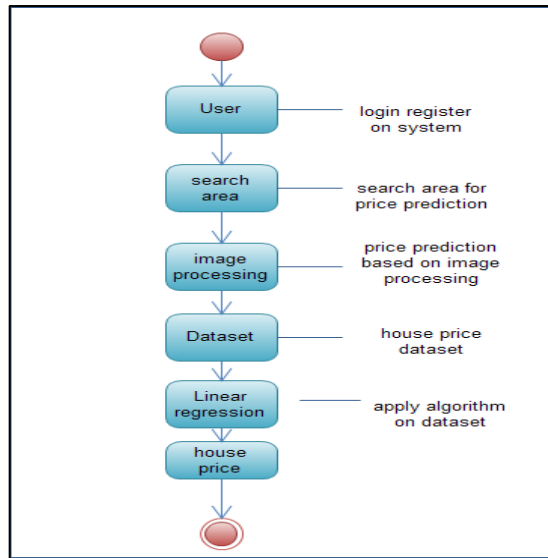 User
login register
on system
search
area
search area for
price prediction
image
processing
price prediction
based on image
processing
Dataset
house price
dataset
Linear
regression
apply algorithm
on dataset
house
price